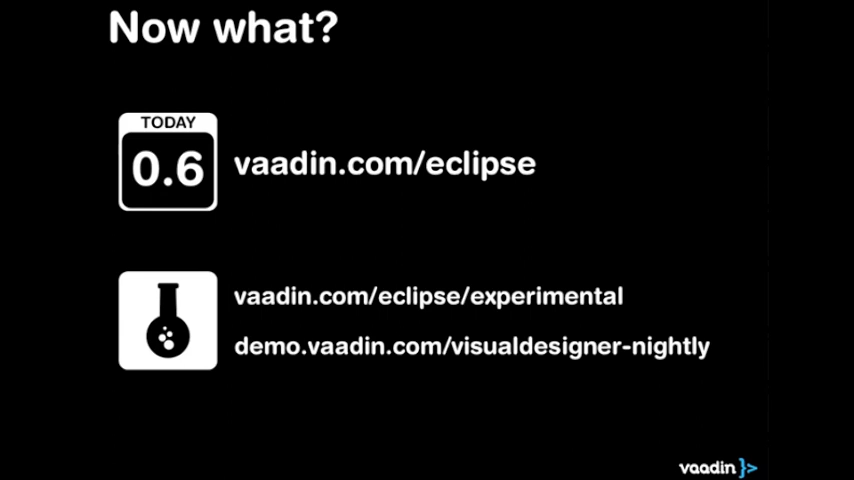 Now what?
TODAY
0.6
vaadin.com/eclipse
vaadin.com/eclipse/experimental
demo.vaadin.com/visualdesigner-nightly
vaadin }>